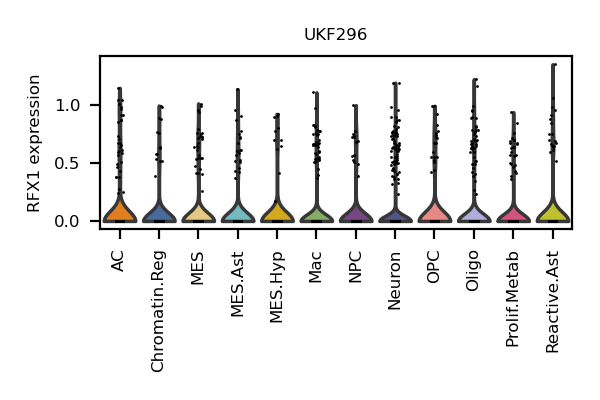 UKF296
RFX1 expression
1.0
0.5
0.0
AC
Chromatin.Reg
MES
MES.Ast
MES.Hyp
Mac
NPC
Neuron
OPC
Oligo
Prolif.Metab
Reactive.Ast